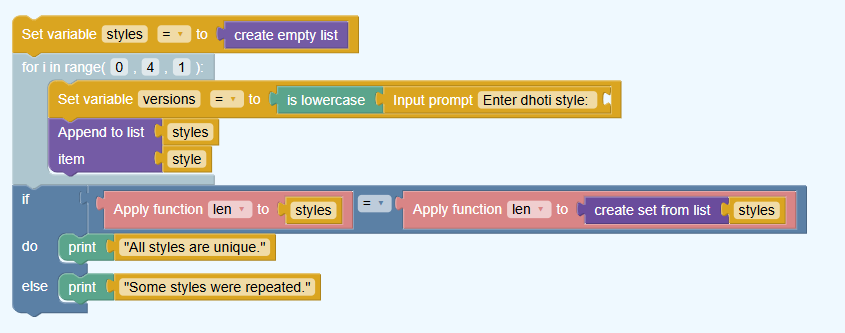 Set variable styles = to create empty list
for i in range( 0 , 4 , 1 ):
Set variable versions = to is lowercase Input prompt Enter dhoti style:
Append to list styles
item style
if Apply function len to styles = Apply function len to create set from list styles
do print "All styles are unique."
else print "Some styles were repeated."